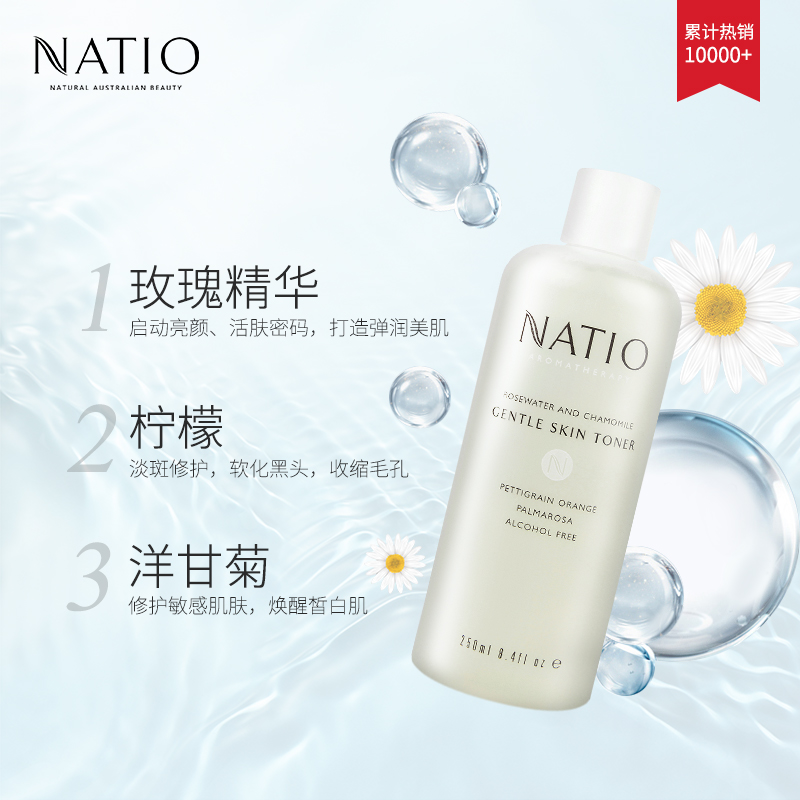 NATIO
NATURAL AUSTRALIAN BEAUTY
累计热销
10000+
1 玫瑰精华
启动亮颜、活肤密码，打造弹润美肌
2 柠檬
淡斑修护，软化黑头，收缩毛孔
3 洋甘菊
修护敏感肌肤，焕醒皙白肌
NATIO
AROMATHERAPY
ROSEWATER AND CHAMOMILE
GENTLE SKIN TONER
N
PETTIGRAIN ORANGE
PALMAROSA
ALCOHOL FREE
250ml 8.4fl oz ℮